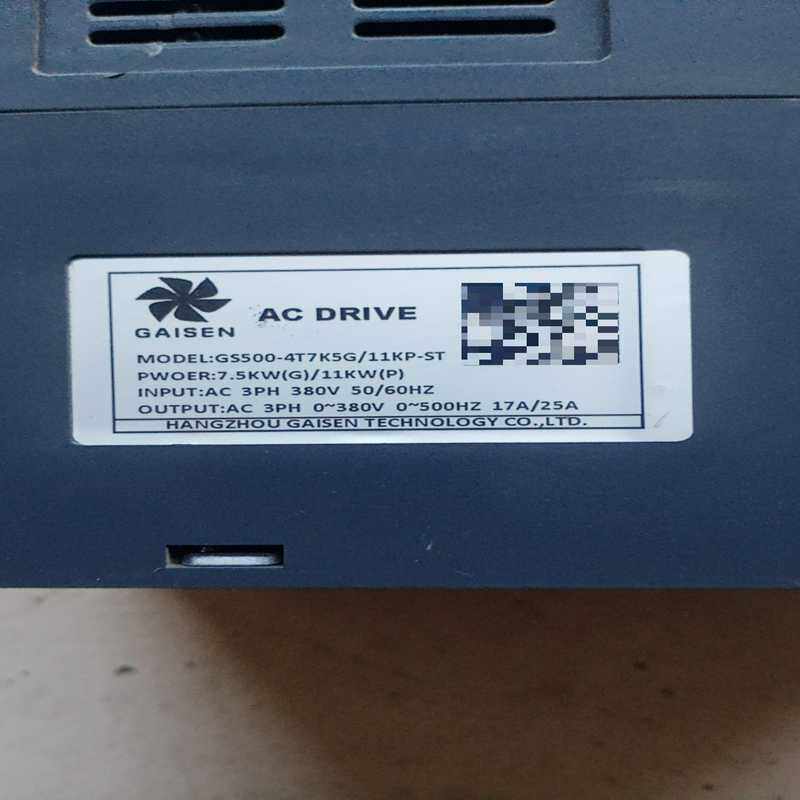 GAISEN
AC DRIVE
MODEL:GS500-4T7K5G/11KP-ST
PWOER:7.5KW(G)/11KW(P)
INPUT:AC 3PH 380V 50/60HZ
OUTPUT:AC 3PH 0~380V 0~500HZ 17A/25A
HANGZHOU GAISEN TECHNOLOGY CO.,LTD.